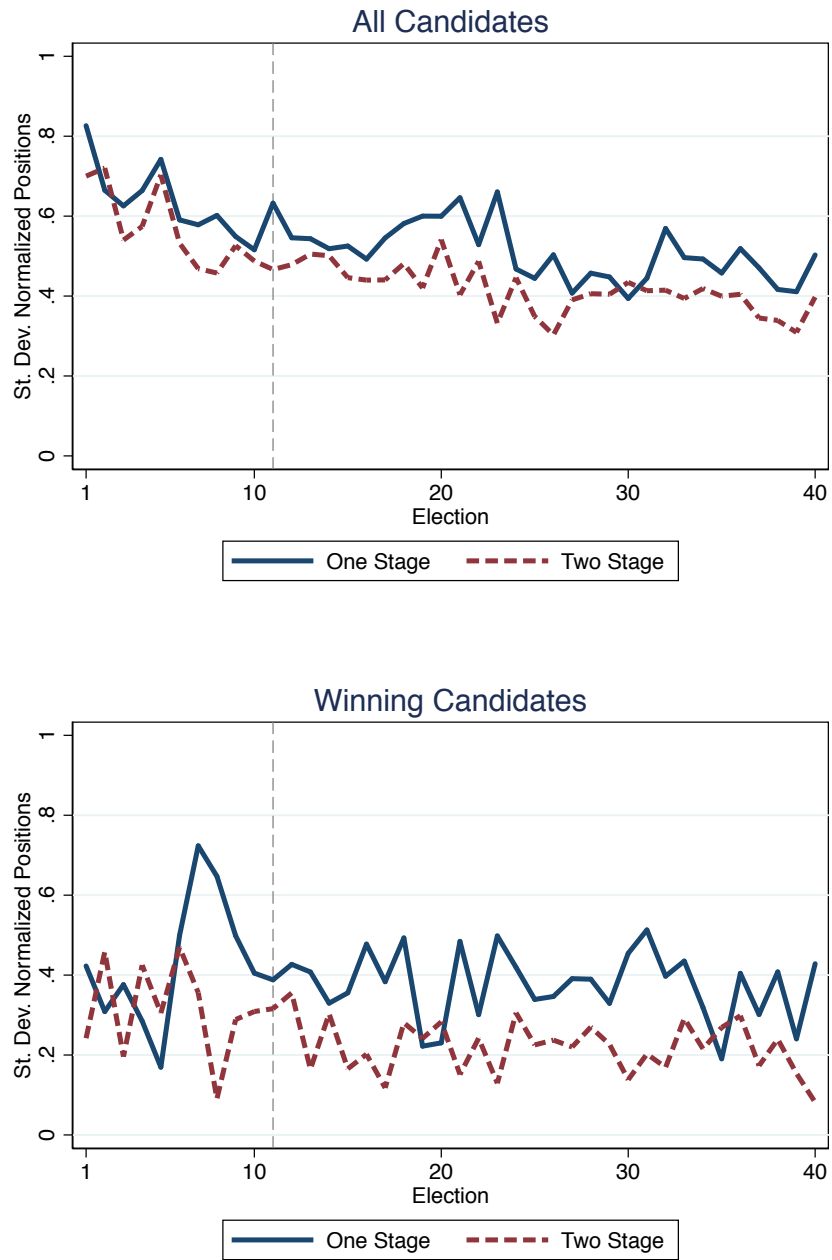 All Candidates
St. Dev. Normalized Positions
1
.8
.6
.4
.2
0
1 10 20 30 40
Election
One Stage Two Stage
Winning Candidates
St. Dev. Normalized Positions
1
.8
.6
.4
.2
0
1 10 20 30 40
Election
One Stage Two Stage